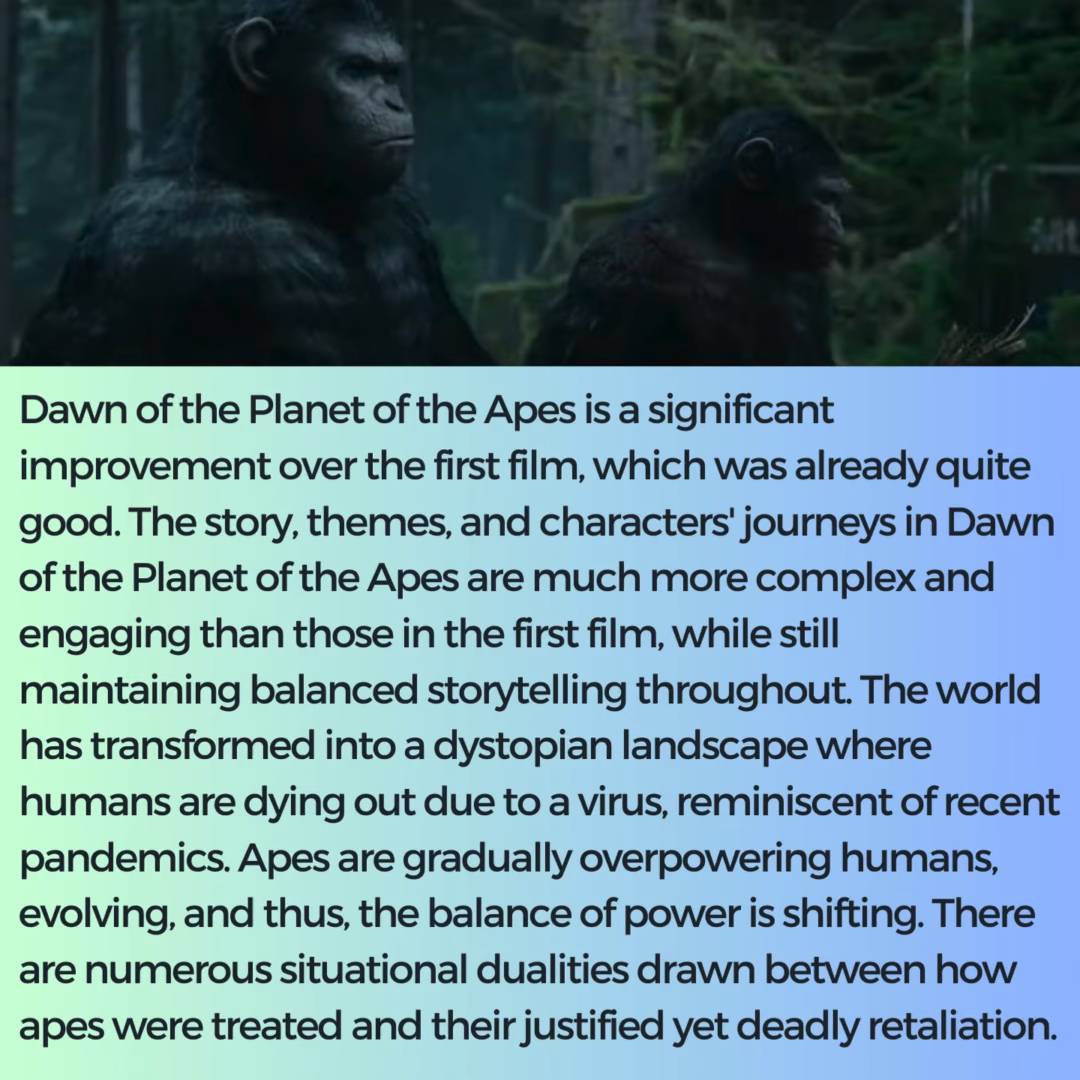 Dawn of the Planet of the Apes is a significant
improvement over the first film, which was already quite
good. The story, themes, and characters' journeys in Dawn
of the Planet of the Apes are much more complex and
engaging than those in the first film, while still
maintaining balanced storytelling throughout. The world
has transformed into a dystopian landscape where
humans are dying out due to a virus, reminiscent of recent
pandemics. Apes are gradually overpowering humans,
evolving, and thus, the balance of power is shifting. There
are numerous situational dualities drawn between how
apes were treated and their justified yet deadly retaliation.